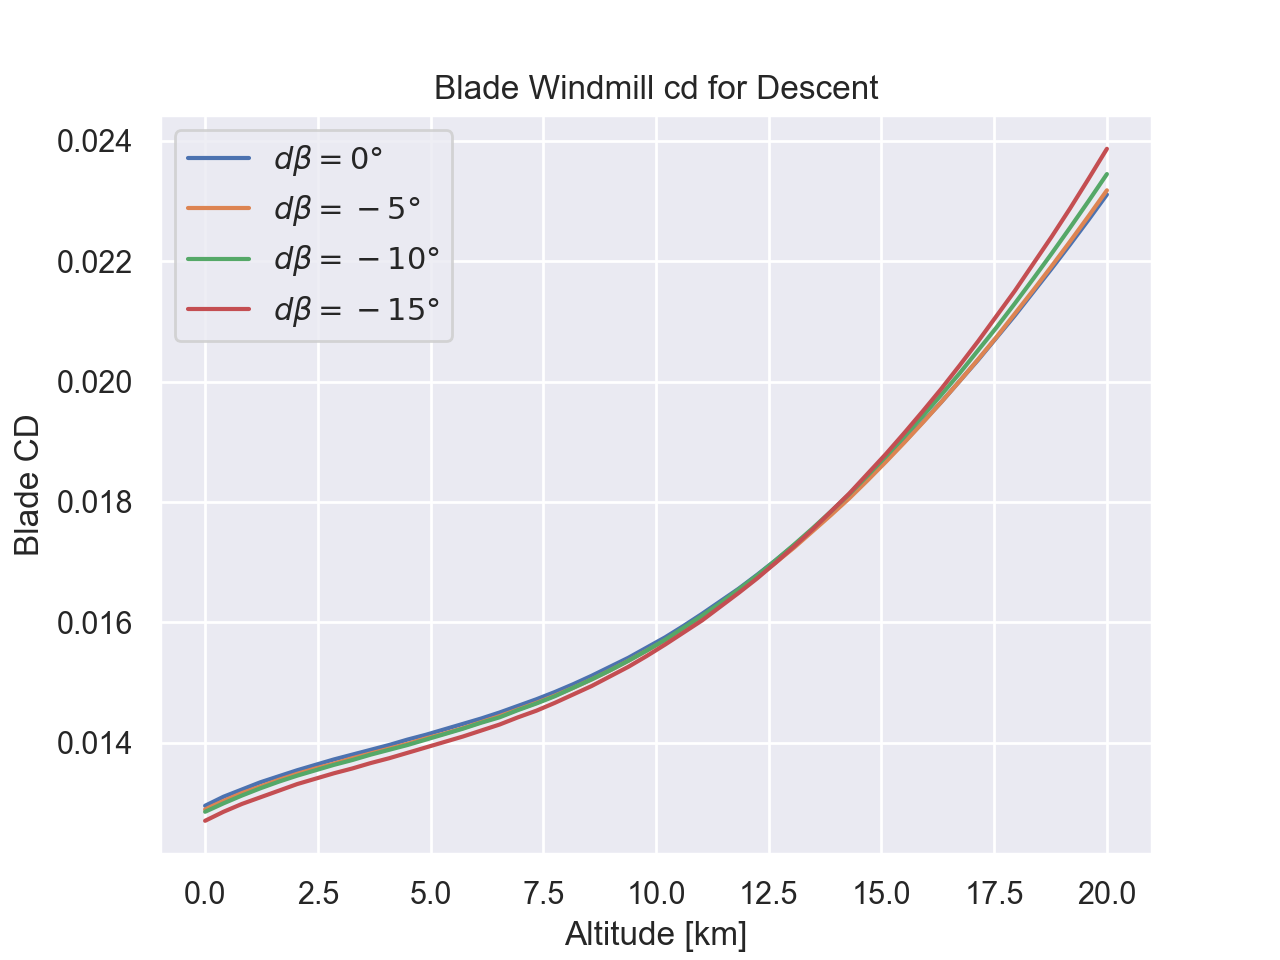 Blade Windmill cd for Descent
0.024
0.022
0.020
0.018
0.016
0.014
Blade CD
dβ = 0°
dβ = −5°
dβ = −10°
dβ = −15°
0.0 2.5 5.0 7.5 10.0 12.5 15.0 17.5 20.0
Altitude [km]